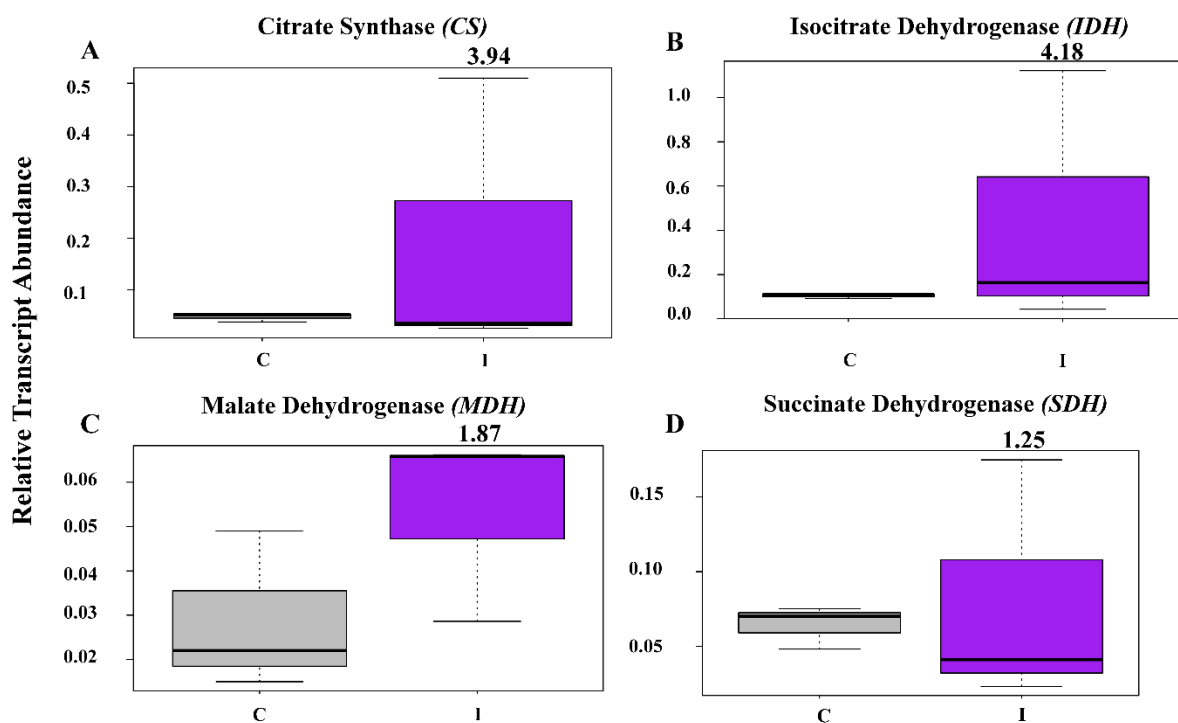 Relative Transcript Abundance
A
Citrate Synthase (CS)
3.94
0.5
0.4
0.3
0.2
0.1
C
I
B
Isocitrate Dehydrogenase (IDH)
4.18
1.0
0.8
0.6
0.4
0.2
0.0
C
I
C
Malate Dehydrogenase (MDH)
1.87
0.06
0.05
0.04
0.03
0.02
C
I
D
Succinate Dehydrogenase (SDH)
1.25
0.15
0.10
0.05
C
I